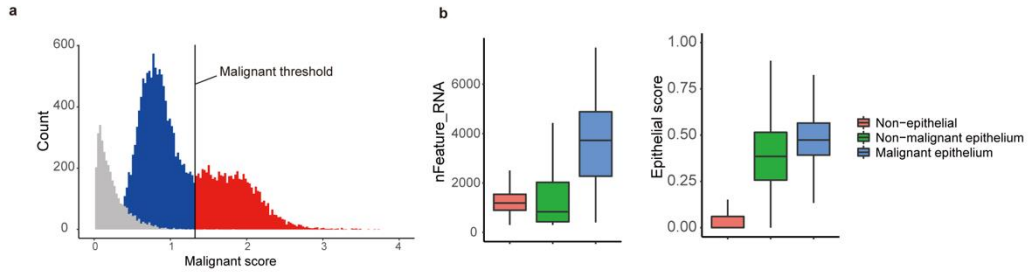 a
600
400
200
0
Count
Malignant threshold
0 1 2 3 4
Malignant score
b
6000
4000
2000
0
nFeature_RNA
1.00
0.75
0.50
0.25
0.00
Epithelial score
Non-epithelial
Non-malignant epithelium
Malignant epithelium